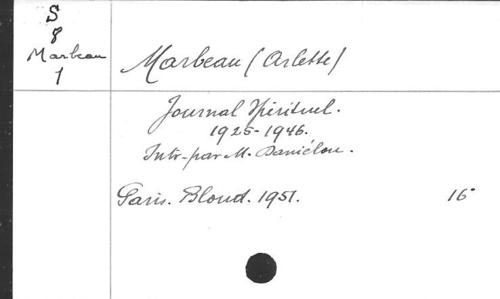 S
8
Marbeau
1
Marbeau (Arlette)
Journal Spirituel.
1925-1946.
Intr. par M. Daniélou.
Paris. Bloud. 1951. 16°